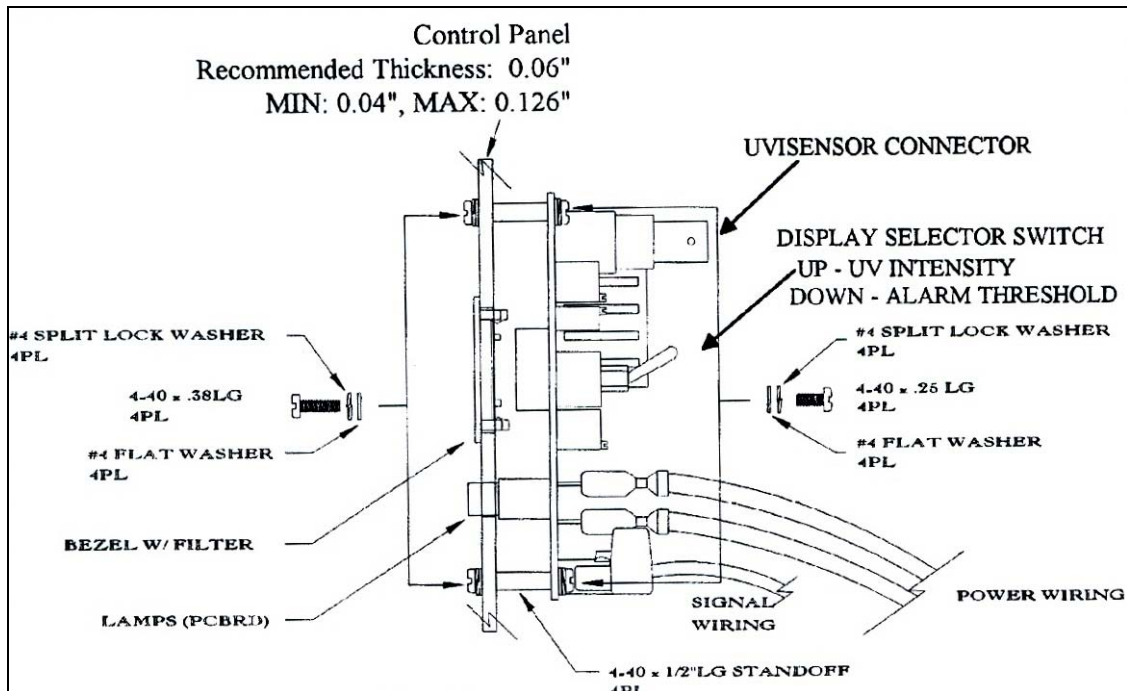 Control Panel
Recommended Thickness: 0.06"
MIN: 0.04", MAX: 0.126"
UVISENSOR CONNECTOR
DISPLAY SELECTOR SWITCH
UP - UV INTENSITY
DOWN - ALARM THRESHOLD
#4 SPLIT LOCK WASHER
4PL
4-40 x .38LG
4PL
#4 FLAT WASHER
4PL
#4 SPLIT LOCK WASHER
4PL
4-40 x .25 LG
4PL
#4 FLAT WASHER
4PL
BEZEL W/ FILTER
LAMPS (PCBRD)
SIGNAL
WIRING
POWER WIRING
4-40 x 1/2"LG STANDOFF
4PL